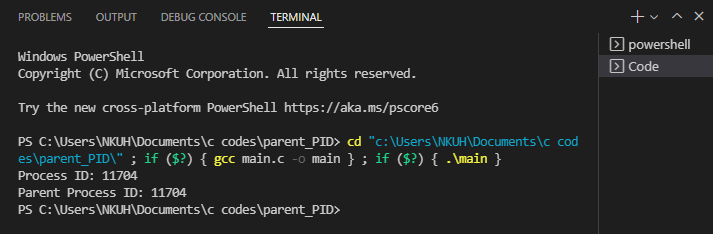 PROBLEMS OUTPUT DEBUG CONSOLE TERMINAL
powershell
Code
Windows PowerShell
Copyright (C) Microsoft Corporation. All rights reserved.
Try the new cross-platform PowerShell https://aka.ms/pscore6
PS C:\Users\NKUH\Documents\c codes\parent_PID> cd "c:\Users\NKUH\Documents\c cod
es\parent_PID\" ; if ($?) { gcc main.c -o main } ; if ($?) { .\main }
Process ID: 11704
Parent Process ID: 11704
PS C:\Users\NKUH\Documents\c codes\parent_PID>